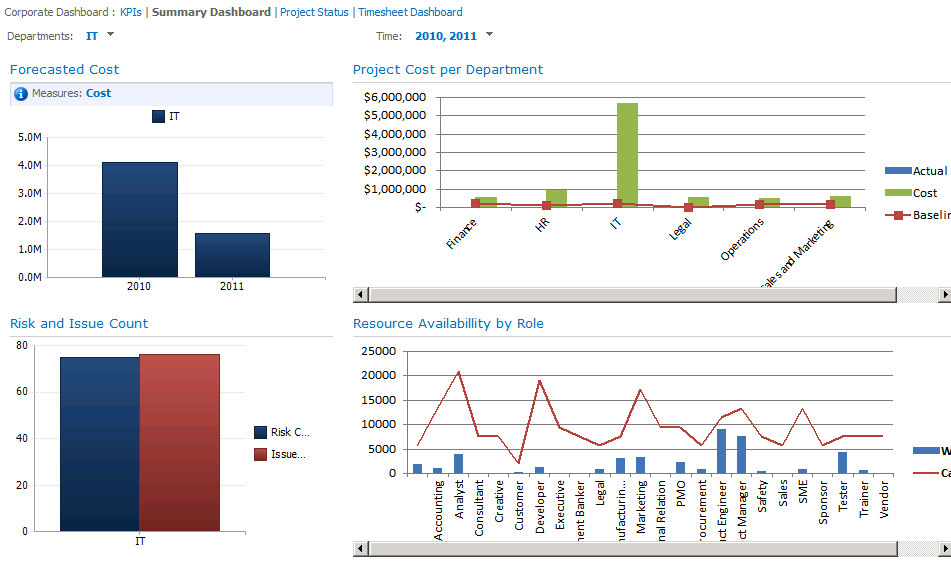 Corporate Dashboard : KPIs | Summary Dashboard | Project Status | Timesheet Dashboard
Departments: IT
Time: 2010, 2011
Forecasted Cost
Measures: Cost
IT
5.0M
4.0M
3.0M
2.0M
1.0M
0.0M
2010
2011
Project Cost per Department
$6,000,000
$5,000,000
$4,000,000
$3,000,000
$2,000,000
$1,000,000
$-
Finance
HR
IT
Legal
Operations
Sales and Marketing
Actual
Cost
Baselin
Risk and Issue Count
80
60
40
20
0
IT
Risk C...
Issue...
Resource Availabillity by Role
25000
20000
15000
10000
5000
0
Accounting
Analyst
Consultant
Creative
Customer
Developer
Executive
ment Banker
Legal
nufacturin...
Marketing
nal Relation
PMO
rocurement
ct Engineer
ct Manager
Safety
Sales
SME
Sponsor
Tester
Trainer
Vendor
W
Ca